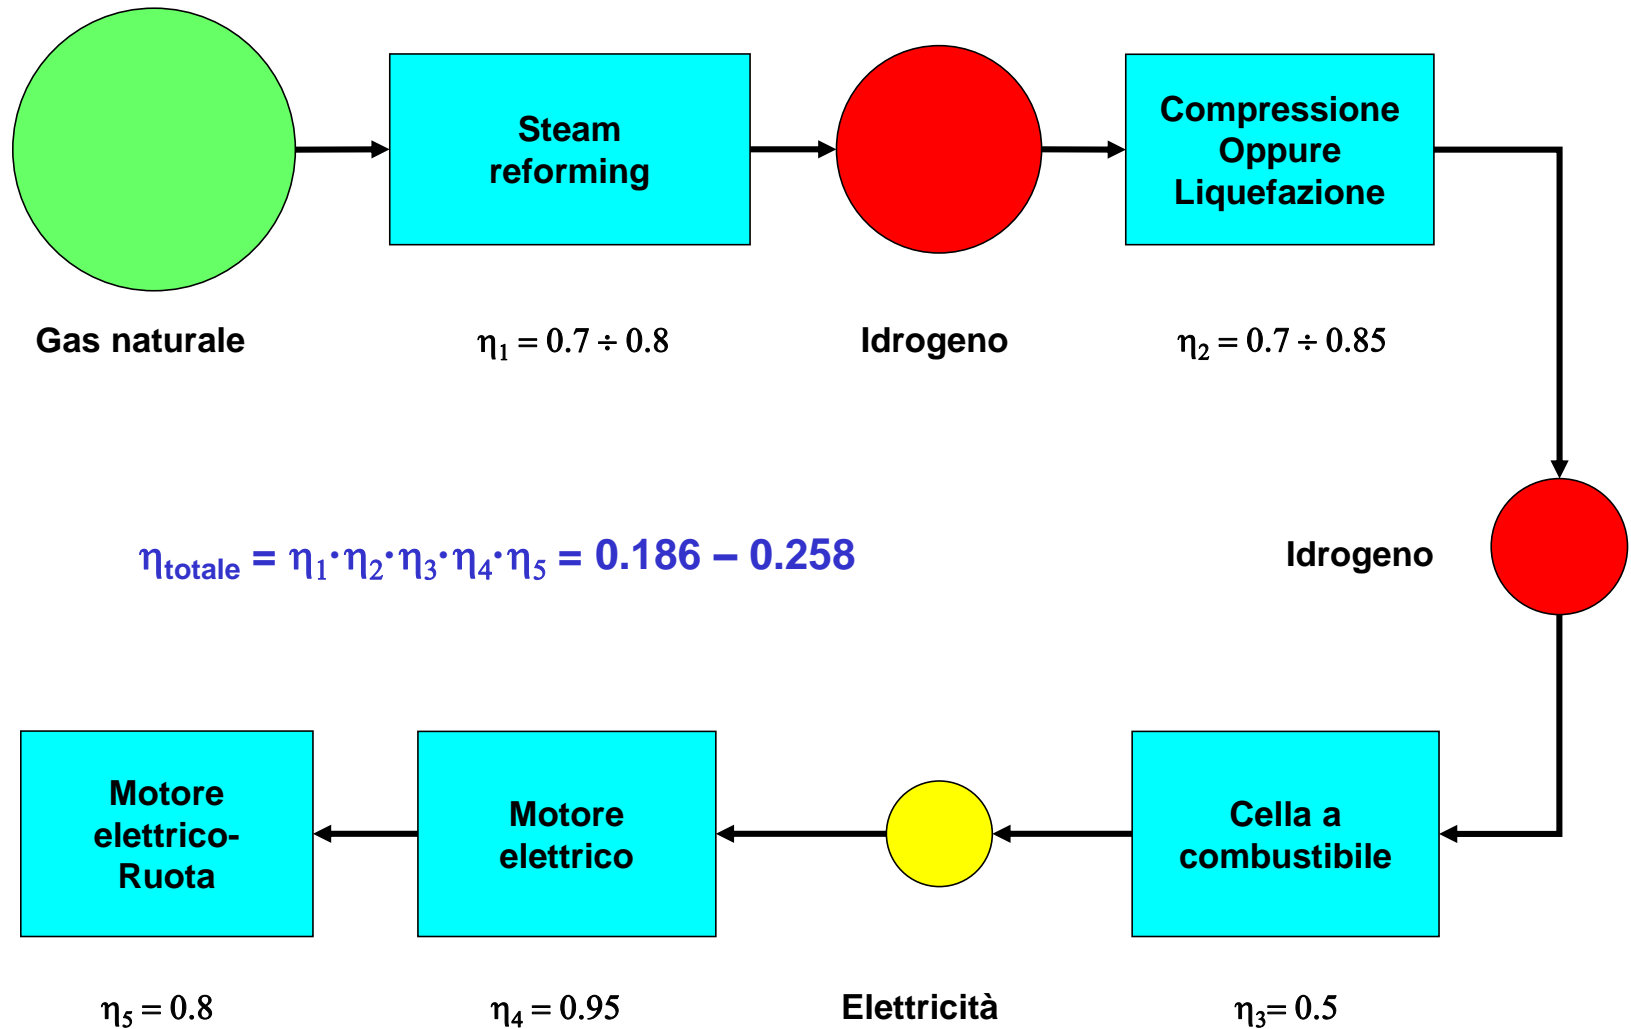 Steam
reforming
Compressione
Oppure
Liquefazione
Gas naturale
η₁ = 0.7 ÷ 0.8
Idrogeno
η₂ = 0.7 ÷ 0.85
η_totale = η₁·η₂·η₃·η₄·η₅ = 0.186 – 0.258
Idrogeno
Motore
elettrico-
Ruota
Motore
elettrico
Cella a
combustibile
η₅ = 0.8
η₄ = 0.95
Elettricità
η₃= 0.5